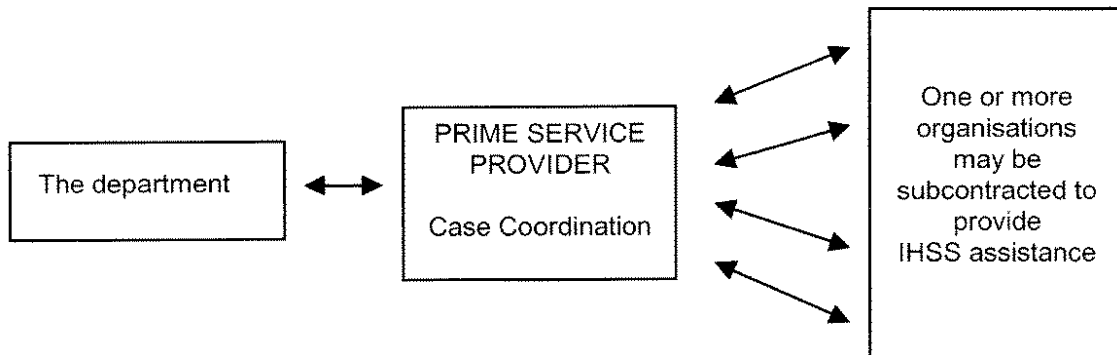 The department
PRIME SERVICE
PROVIDER
Case Coordination
One or more
organisations
may be
subcontracted to
provide
IHSS assistance